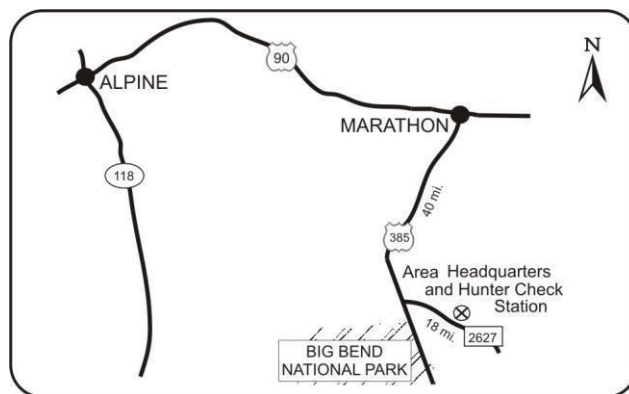 N
90
ALPINE
MARATHON
118
40 mi.
385
Area Headquarters
and Hunter Check
Station
18 mi.
2627
BIG BEND
NATIONAL PARK